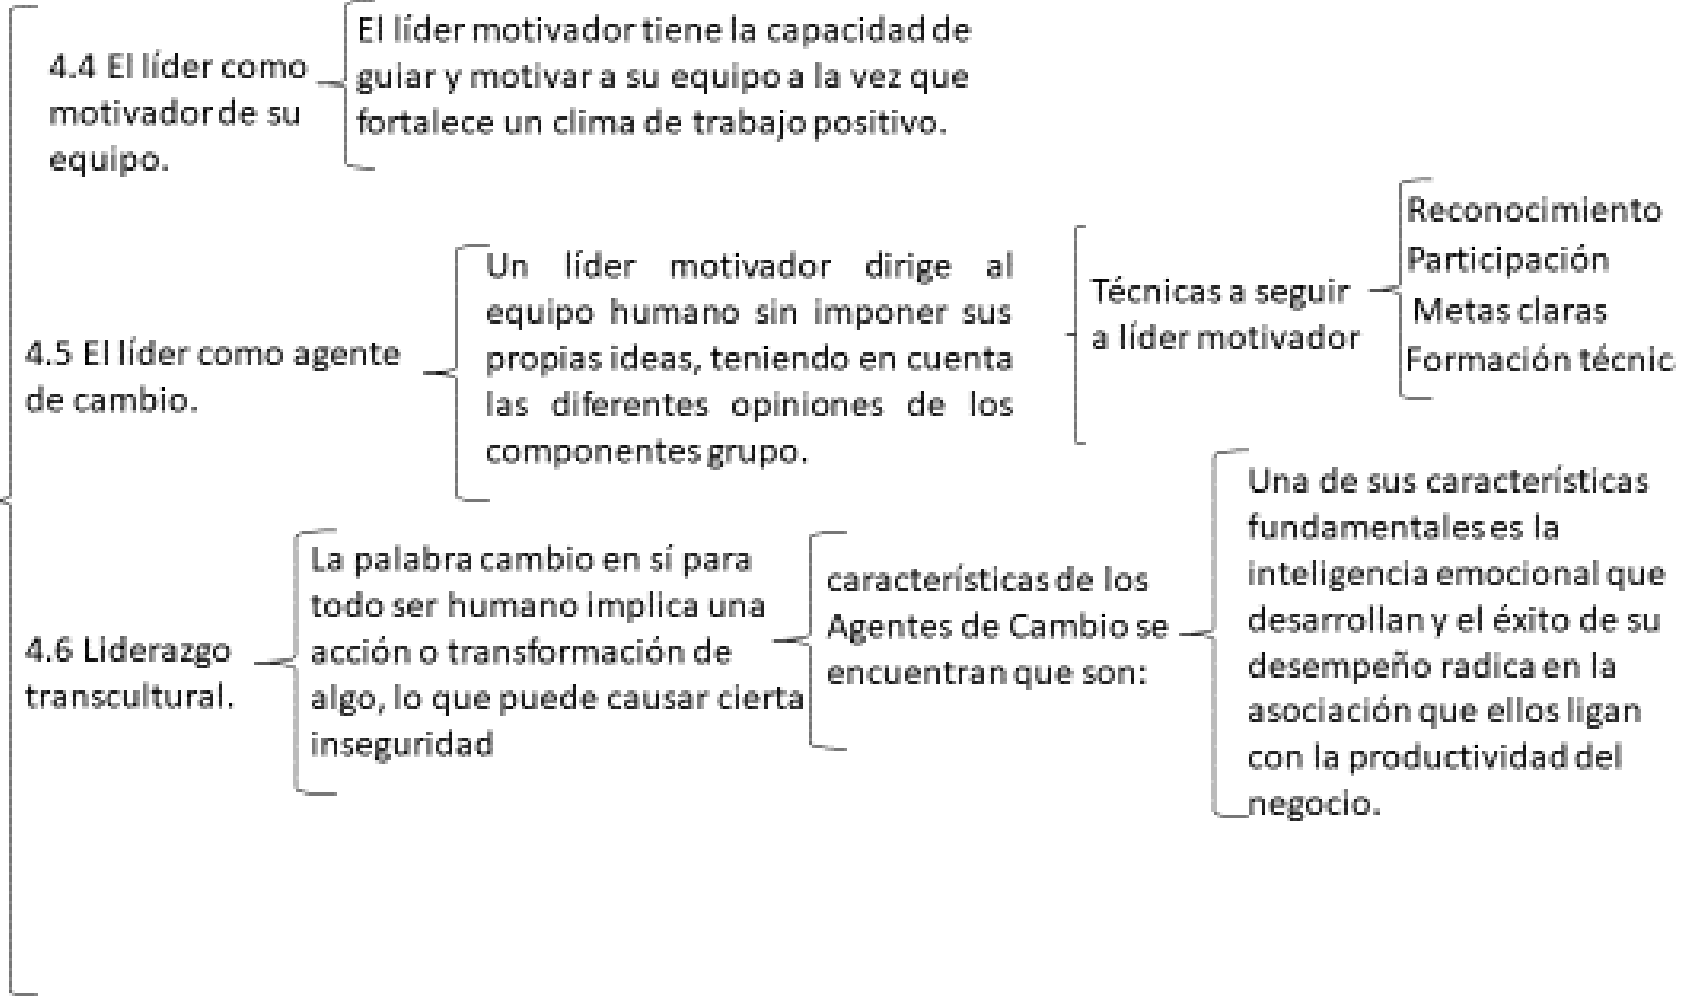 4.4 El líder como
motivador de su
equipo.
El líder motivador tiene la capacidad de
guiar y motivar a su equipo a la vez que
fortalece un clima de trabajo positivo.
4.5 El líder como agente
de cambio.
Un líder motivador dirige al
equipo humano sin imponer sus
propias ideas, teniendo en cuenta
las diferentes opiniones de los
componentes grupo.
Técnicas a seguir
a líder motivador
Reconocimiento
Participación
Metas claras
Formación técnic
4.6 Liderazgo
transcultural.
La palabra cambio en sí para
todo ser humano implica una
acción o transformación de
algo, lo que puede causar cierta
inseguridad
características de los
Agentes de Cambio se
encuentran que son:
Una de sus características
fundamentales es la
inteligencia emocional que
desarrollan y el éxito de su
desempeño radica en la
asociación que ellos ligan
con la productividad del
negocio.